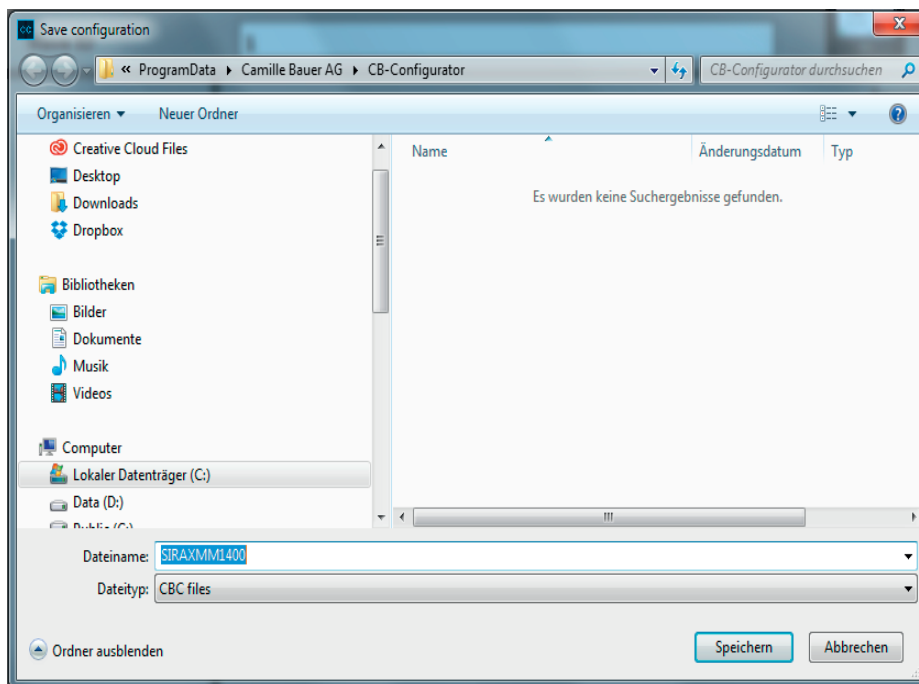 CC Save configuration
« ProgramData ▸ Camille Bauer AG ▸ CB-Configurator
CB-Configurator durchsuchen
Organisieren
Neuer Ordner
Creative Cloud Files
Desktop
Downloads
Dropbox
Bibliotheken
Bilder
Dokumente
Musik
Videos
Computer
Lokaler Datenträger (C:)
Data (D:)
Name
Änderungsdatum
Typ
Es wurden keine Suchergebnisse gefunden.
Dateiname: SIRAXMM1400
Dateityp: CBC files
Ordner ausblenden
Speichern
Abbrechen